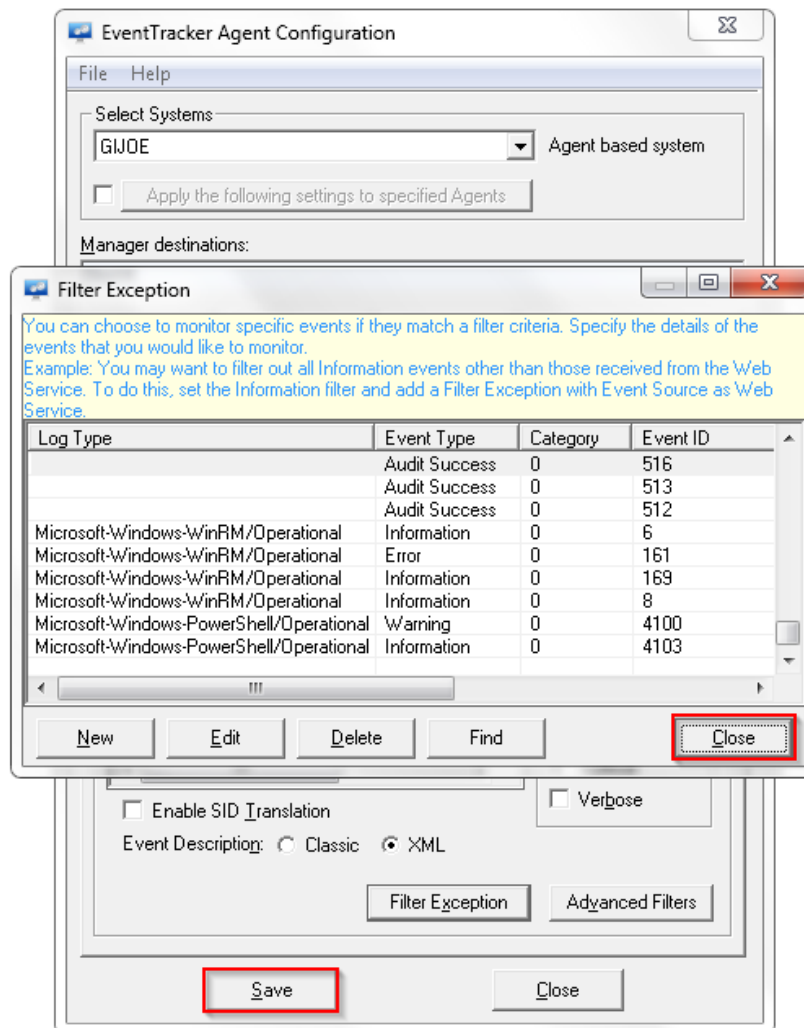 EventTracker Agent Configuration
File Help
Select Systems
GIJOE Agent based system
Apply the following settings to specified Agents
Manager destinations:
Filter Exception
You can choose to monitor specific events if they match a filter criteria. Specify the details of the
events that you would like to monitor.
Example: You may want to filter out all Information events other than those received from the Web
Service. To do this, set the Information filter and add a Filter Exception with Event Source as Web
Service.
Log Type Event Type Category Event ID
Audit Success 0 516
Audit Success 0 513
Audit Success 0 512
Microsoft-Windows-WinRM/Operational Information 0 6
Microsoft-Windows-WinRM/Operational Error 0 161
Microsoft-Windows-WinRM/Operational Information 0 169
Microsoft-Windows-WinRM/Operational Information 0 8
Microsoft-Windows-PowerShell/Operational Warning 0 4100
Microsoft-Windows-PowerShell/Operational Information 0 4103
New Edit Delete Find Close
Enable SID Translation Verbose
Event Description: Classic XML
Filter Exception Advanced Filters
Save Close